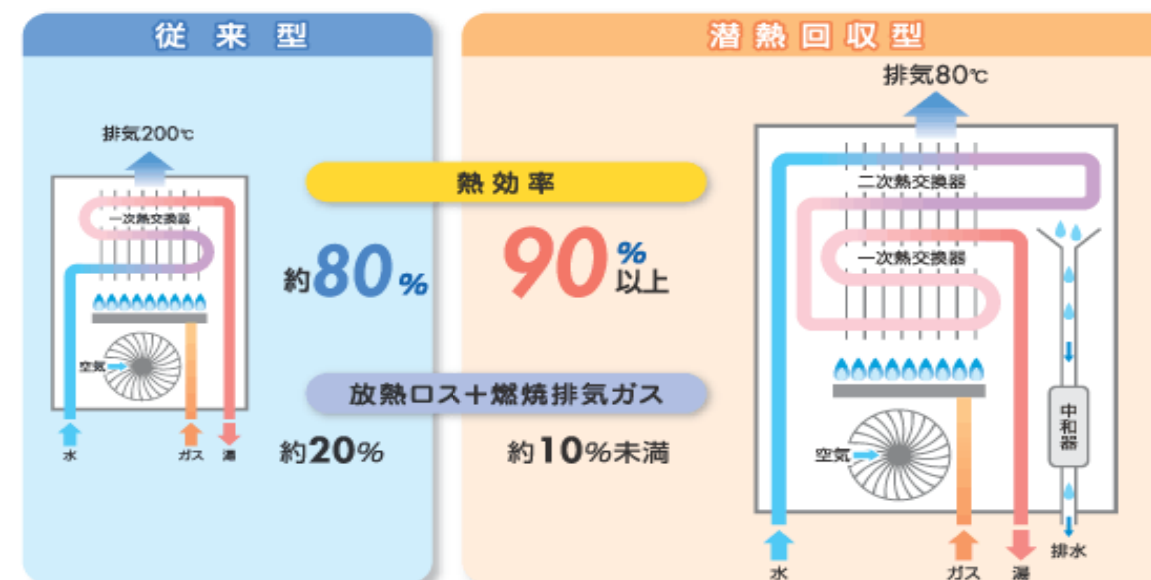 従来型
排気200℃
一次熱交換器
空気
水
ガス
湯
潜熱回収型
排気80℃
二次熱交換器
一次熱交換器
空気
中和器
水
ガス
湯
排水
熱効率
約80%
90%以上
放熱ロス+燃焼排気ガス
約20%
約10%未満